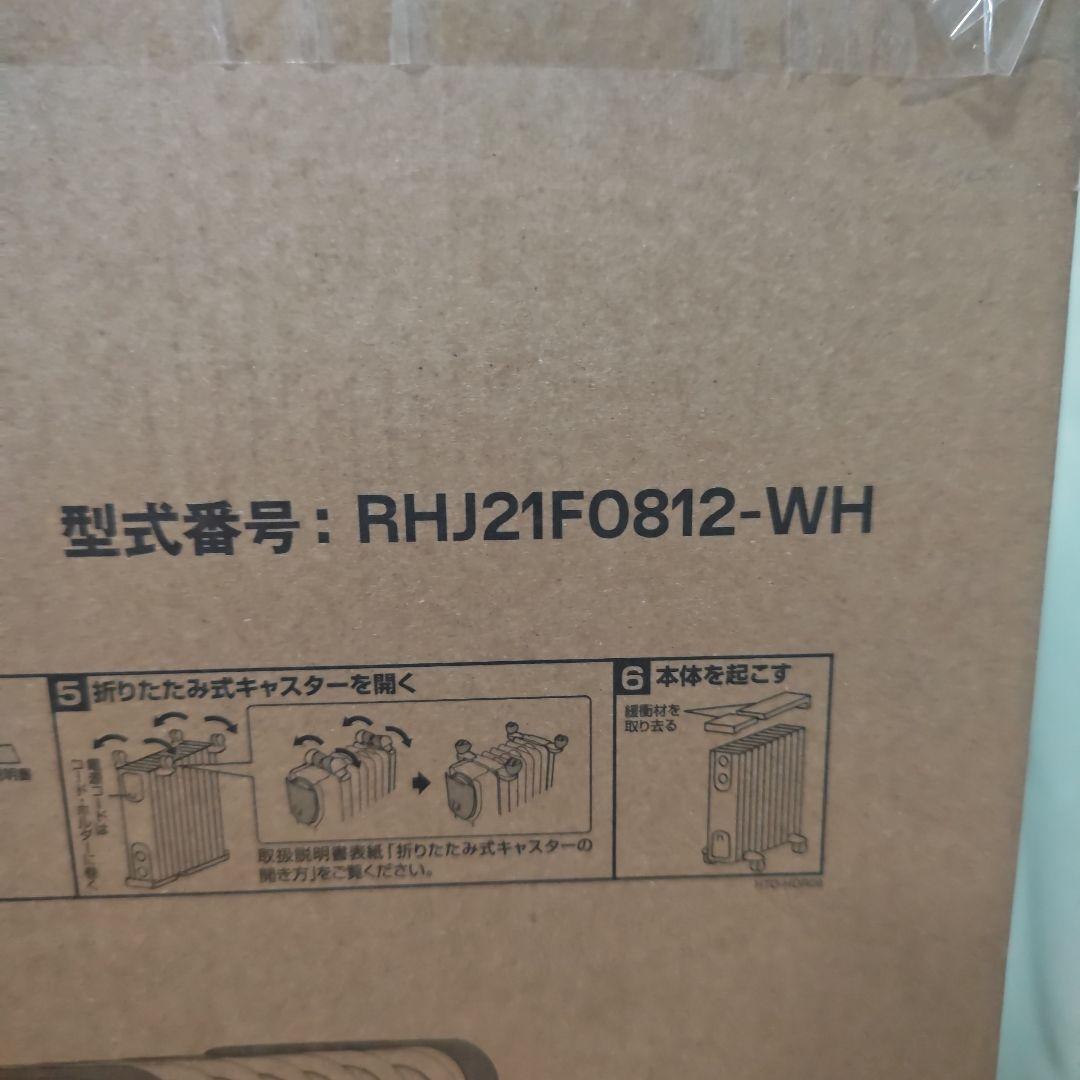 型式番号：RHJ21F0812-WH
5 折りたたみ式キャスターを開く
電源コードは
コード・ホルダーに巻く
取扱説明書表紙「折りたたみ式キャスターの
開き方」をご覧ください。
6 本体を起こす
緩衝材を
取り去る
明書